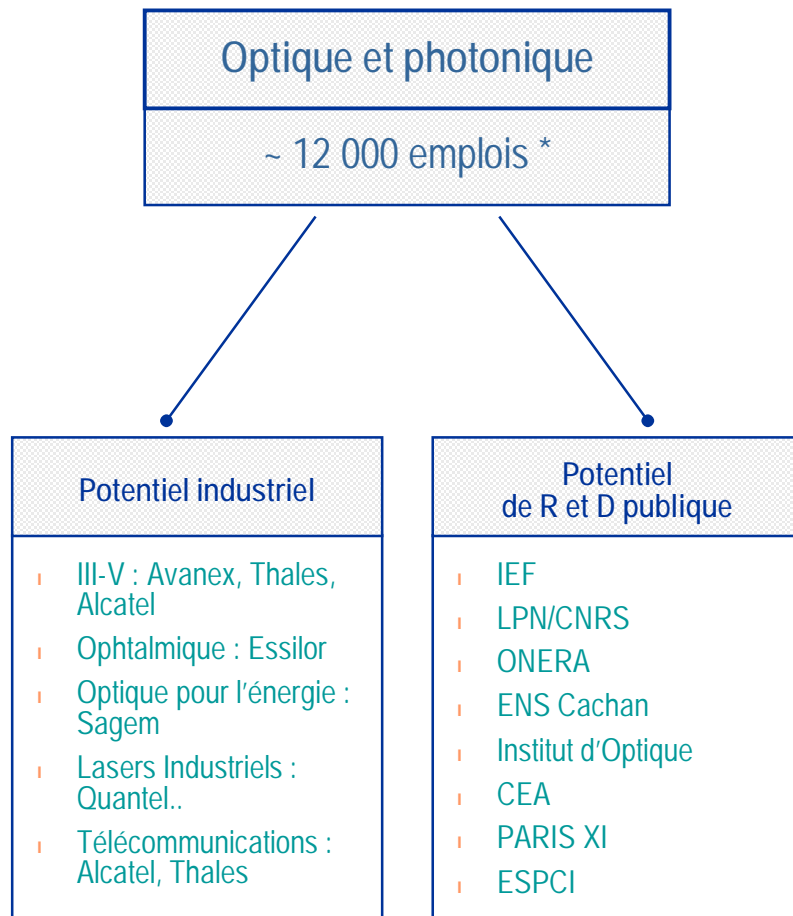 Optique et photonique
~ 12 000 emplois *
Potentiel industriel
III-V : Avanex, Thales,
Alcatel
Ophtalmique : Essilor
Optique pour l'énergie :
Sagem
Lasers Industriels :
Quantel..
Télécommunications :
Alcatel, Thales
Potentiel
de R et D publique
IEF
LPN/CNRS
ONERA
ENS Cachan
Institut d'Optique
CEA
PARIS XI
ESPCI